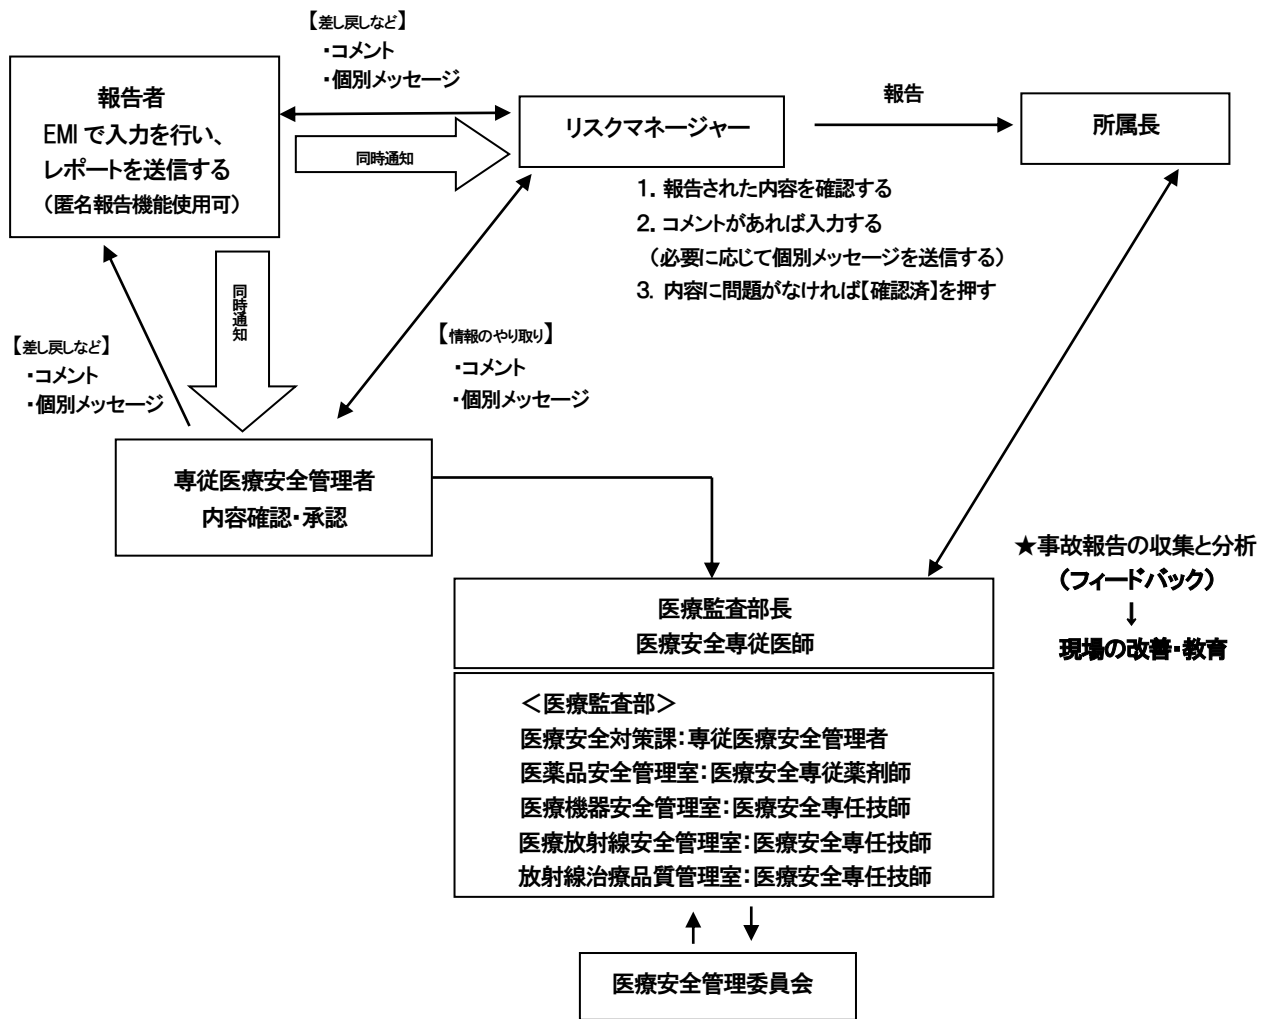 【差し戻しなど】
・コメント
・個別メッセージ
報告者
EMIで入力を行い、
レポートを送信する
（匿名報告機能使用可）
同時通知
リスクマネージャー
報告
所属長
1．報告された内容を確認する
2．コメントがあれば入力する
（必要に応じて個別メッセージを送信する）
3．内容に問題がなければ【確認済】を押す
同時通知
【差し戻しなど】
・コメント
・個別メッセージ
【情報のやり取り】
・コメント
・個別メッセージ
専従医療安全管理者
内容確認・承認
★事故報告の収集と分析
（フィードバック）
↓
現場の改善・教育
医療監査部長
医療安全専従医師
＜医療監査部＞
医療安全対策課：専従医療安全管理者
医薬品安全管理室：医療安全専従薬剤師
医療機器安全管理室：医療安全専任技師
医療放射線安全管理室：医療安全専任技師
放射線治療品質管理室：医療安全専任技師
医療安全管理委員会